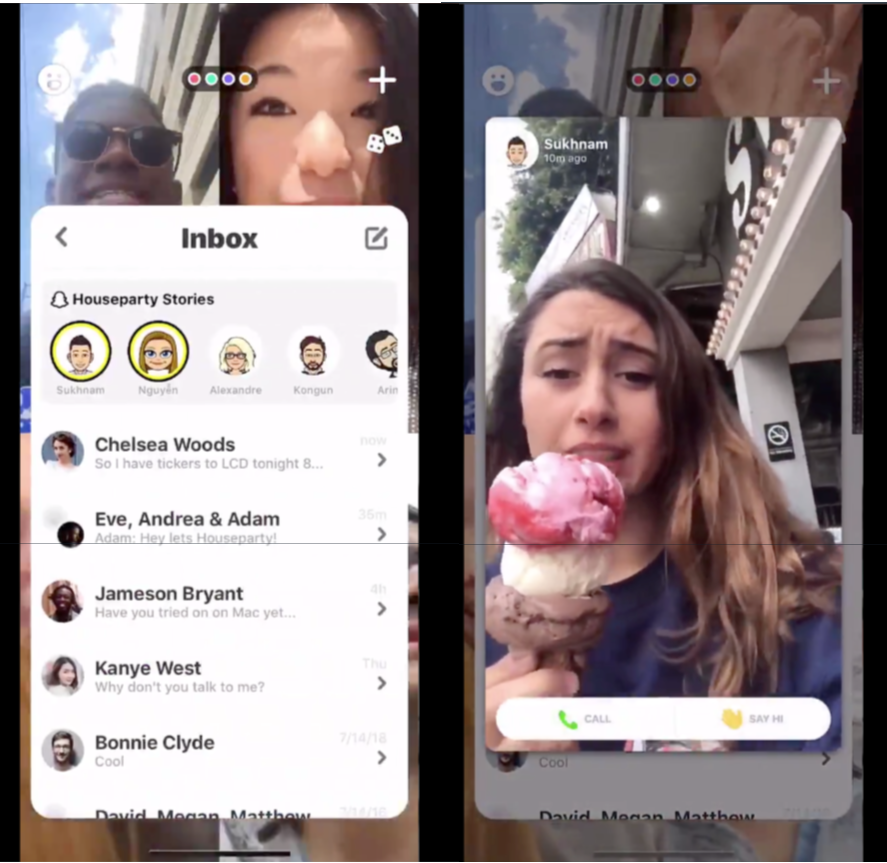 Inbox
Houseparty Stories
Sukhnam
Nguyễn
Alexandre
Kongun
Arin
Chelsea Woods
now
So I have tickers to LCD tonight 8...
Eve, Andrea & Adam
35m
Adam: Hey lets Houseparty!
Jameson Bryant
4h
Have you tried on on Mac yet...
Kanye West
Thu
Why don't you talk to me?
Bonnie Clyde
7/14/18
Cool
David, Megan, Matthew
Sukhnam
10m ago
S
CALL
SAY HI
Cool
David, Megan, Matthew